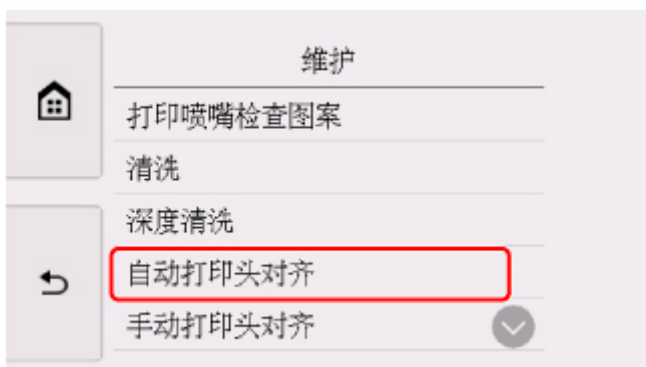 维护
打印喷嘴检查图案
清洗
深度清洗
自动打印头对齐
手动打印头对齐